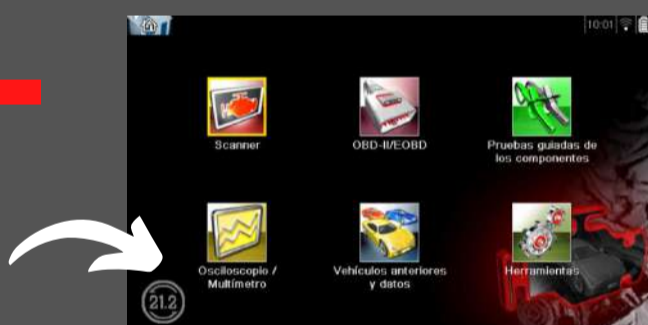 10:01
Scanner
OBD-II/EOBD
Pruebas guiadas de
los componentes
Osciloscopio /
Multímetro
Vehículos anteriores
y datos
Herramientas
21.2